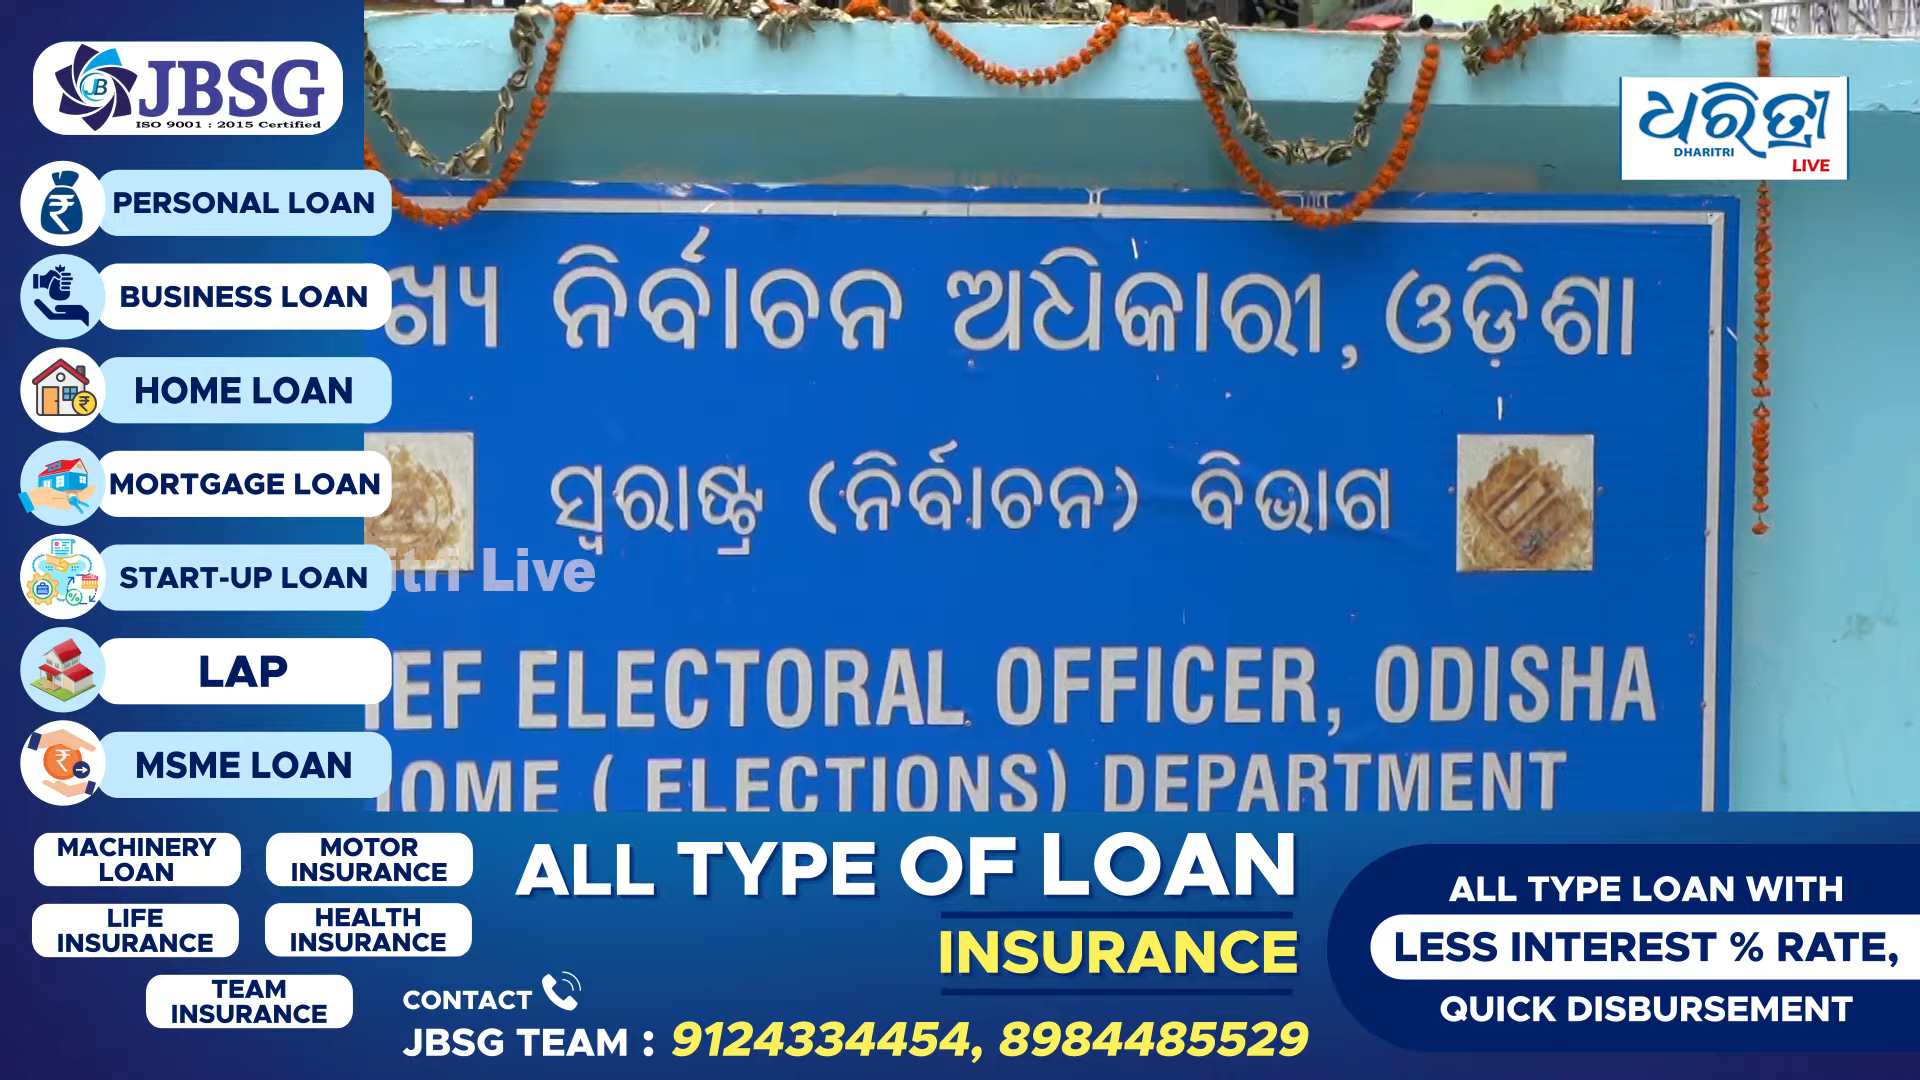 JBSG
ISO 9001 : 2015 Certified
PERSONAL LOAN
BUSINESS LOAN
HOME LOAN
MORTGAGE LOAN
START-UP LOAN
LAP
MSME LOAN
MACHINERY LOAN
MOTOR INSURANCE
LIFE INSURANCE
HEALTH INSURANCE
TEAM INSURANCE
ଧରିତ୍ରୀ
DHARITRI
LIVE
ଖ୍ୟ ନିର୍ବାଚନ ଅଧିକାରୀ, ଓଡ଼ିଶା
ସ୍ୱରାଷ୍ଟ୍ର (ନିର୍ବାଚନ) ବିଭାଗ
itri Live
IEF ELECTORAL OFFICER, ODISHA
HOME ( ELECTIONS) DEPARTMENT
ALL TYPE OF LOAN
INSURANCE
CONTACT
JBSG TEAM : 9124334454, 8984485529
ALL TYPE LOAN WITH
LESS INTEREST % RATE,
QUICK DISBURSEMENT